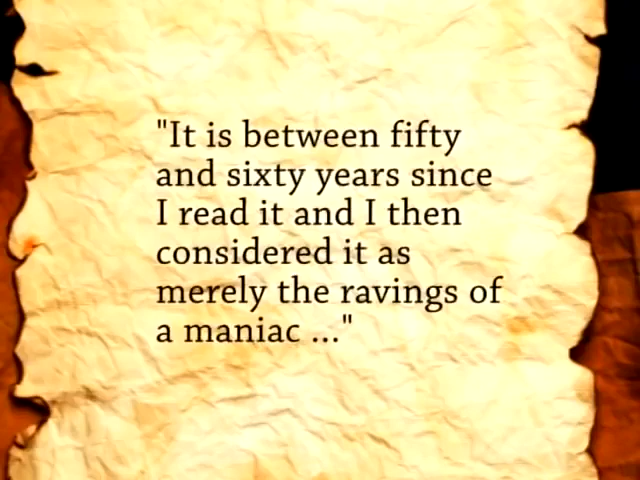 "It is between fifty
and sixty years since
I read it and I then
considered it as
merely the ravings of
a maniac ..."